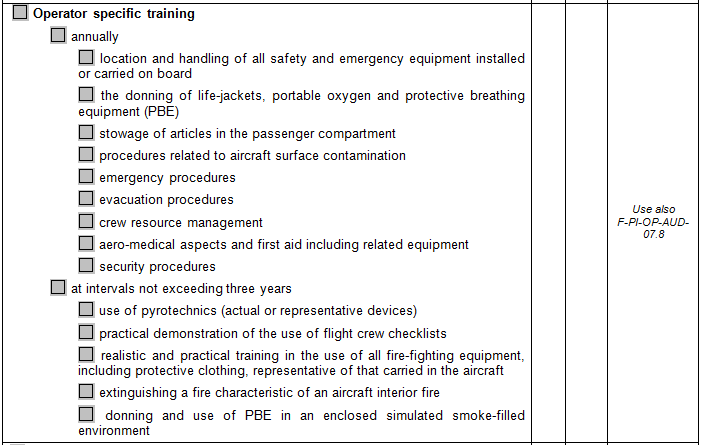 Operator specific training
annually
location and handling of all safety and emergency equipment installed
or carried on board
the donning of life-jackets, portable oxygen and protective breathing
equipment (PBE)
stowage of articles in the passenger compartment
procedures related to aircraft surface contamination
emergency procedures
evacuation procedures
crew resource management
aero-medical aspects and first aid including related equipment
security procedures
at intervals not exceeding three years
use of pyrotechnics (actual or representative devices)
practical demonstration of the use of flight crew checklists
realistic and practical training in the use of all fire-fighting equipment,
including protective clothing, representative of that carried in the aircraft
extinguishing a fire characteristic of an aircraft interior fire
donning and use of PBE in an enclosed simulated smoke-filled
environment
Use also
F-PI-OP-AUD-
07.8